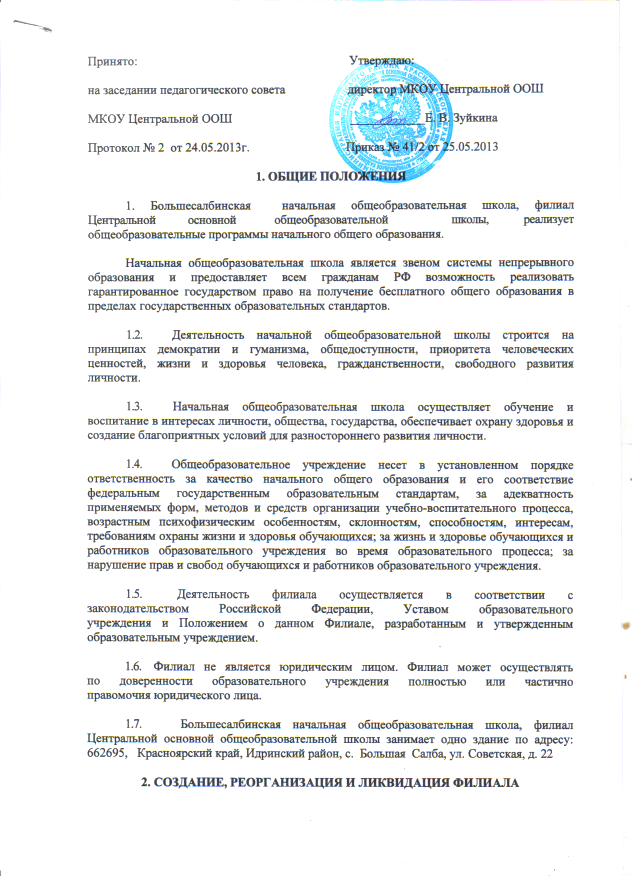 Принято: Утверждаю:
на заседании педагогического совета директор МКОУ Центральной ООШ
МКОУ Центральной ООШ Е. В. Зуйкина
Протокол № 2 от 24.05.2013г. Приказ № 41/2 от 25.05.2013
1. ОБЩИЕ ПОЛОЖЕНИЯ
1. Большесалбинская начальная общеобразовательная школа, филиал
Центральной основной общеобразовательной школы, реализует
общеобразовательные программы начального общего образования.
Начальная общеобразовательная школа является звеном системы непрерывного
образования и предоставляет всем гражданам РФ возможность реализовать
гарантированное государством право на получение бесплатного общего образования в
пределах государственных образовательных стандартов.
1.2. Деятельность начальной общеобразовательной школы строится на
принципах демократии и гуманизма, общедоступности, приоритета человеческих
ценностей, жизни и здоровья человека, гражданственности, свободного развития
личности.
1.3. Начальная общеобразовательная школа осуществляет обучение и
воспитание в интересах личности, общества, государства, обеспечивает охрану здоровья и
создание благоприятных условий для разностороннего развития личности.
1.4. Общеобразовательное учреждение несет в установленном порядке
ответственность за качество начального общего образования и его соответствие
федеральным государственным образовательным стандартам, за адекватность
применяемых форм, методов и средств организации учебно-воспитательного процесса,
возрастным психофизическим особенностям, склонностям, способностям, интересам,
требованиям охраны жизни и здоровья обучающихся; за жизнь и здоровье обучающихся и
работников образовательного учреждения во время образовательного процесса; за
нарушение прав и свобод обучающихся и работников образовательного учреждения.
1.5. Деятельность филиала осуществляется в соответствии с
законодательством Российской Федерации, Уставом образовательного
учреждения и Положением о данном Филиале, разработанным и утвержденным
образовательным учреждением.
1.6. Филиал не является юридическим лицом. Филиал может осуществлять
по доверенности образовательного учреждения полностью или частично
правомочия юридического лица.
1.7. Большесалбинская начальная общеобразовательная школа, филиал
Центральной основной общеобразовательной школы занимает одно здание по адресу:
662695, Красноярский край, Идринский район, с. Большая Салба, ул. Советская, д. 22
2. СОЗДАНИЕ, РЕОРГАНИЗАЦИЯ И ЛИКВИДАЦИЯ ФИЛИАЛА